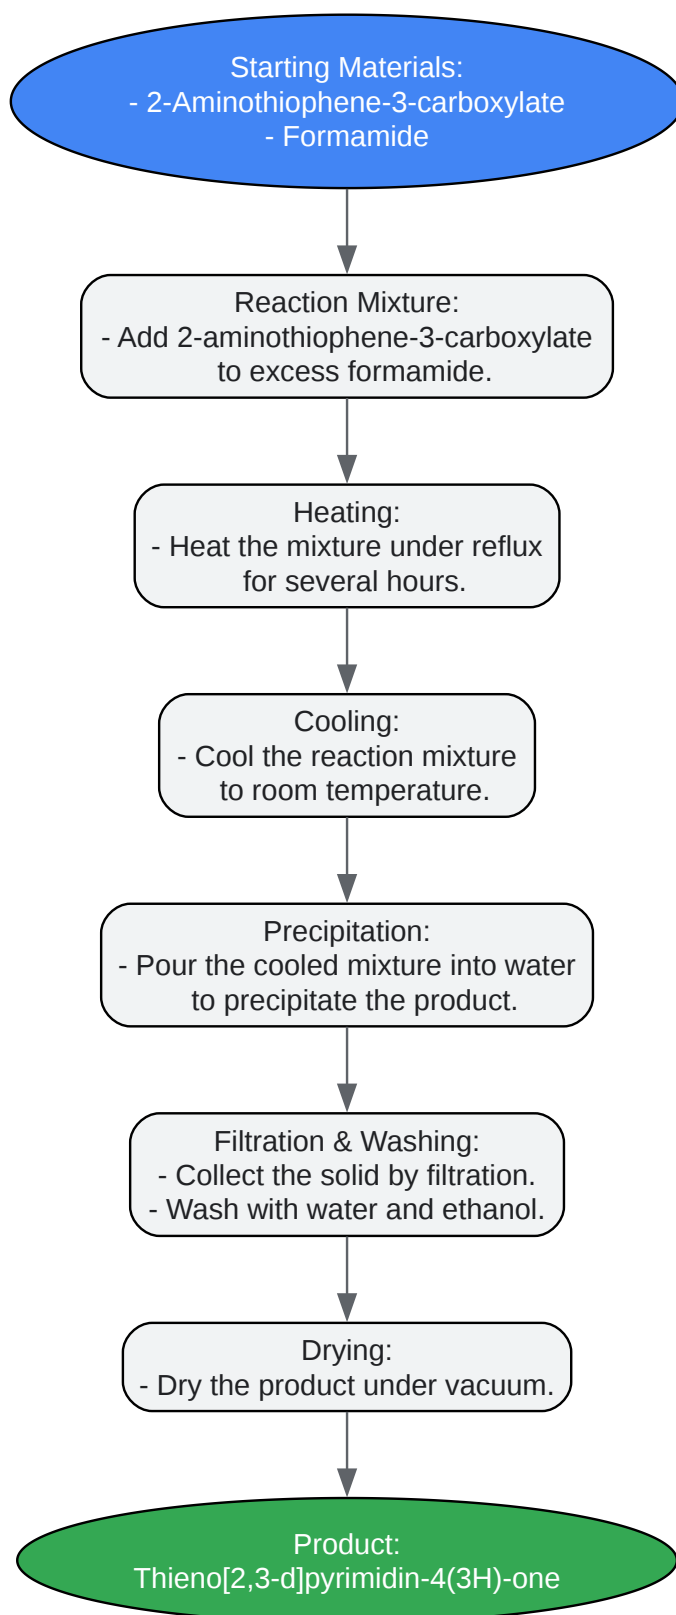 Starting Materials:
- 2-Aminothiophene-3-carboxylate
- Formamide
Reaction Mixture:
- Add 2-aminothiophene-3-carboxylate
to excess formamide.
Heating:
- Heat the mixture under reflux
for several hours.
Cooling:
- Cool the reaction mixture
to room temperature.
Precipitation:
- Pour the cooled mixture into water
to precipitate the product.
Filtration & Washing:
- Collect the solid by filtration.
- Wash with water and ethanol.
Drying:
- Dry the product under vacuum.
Product:
Thieno[2,3-d]pyrimidin-4(3H)-one